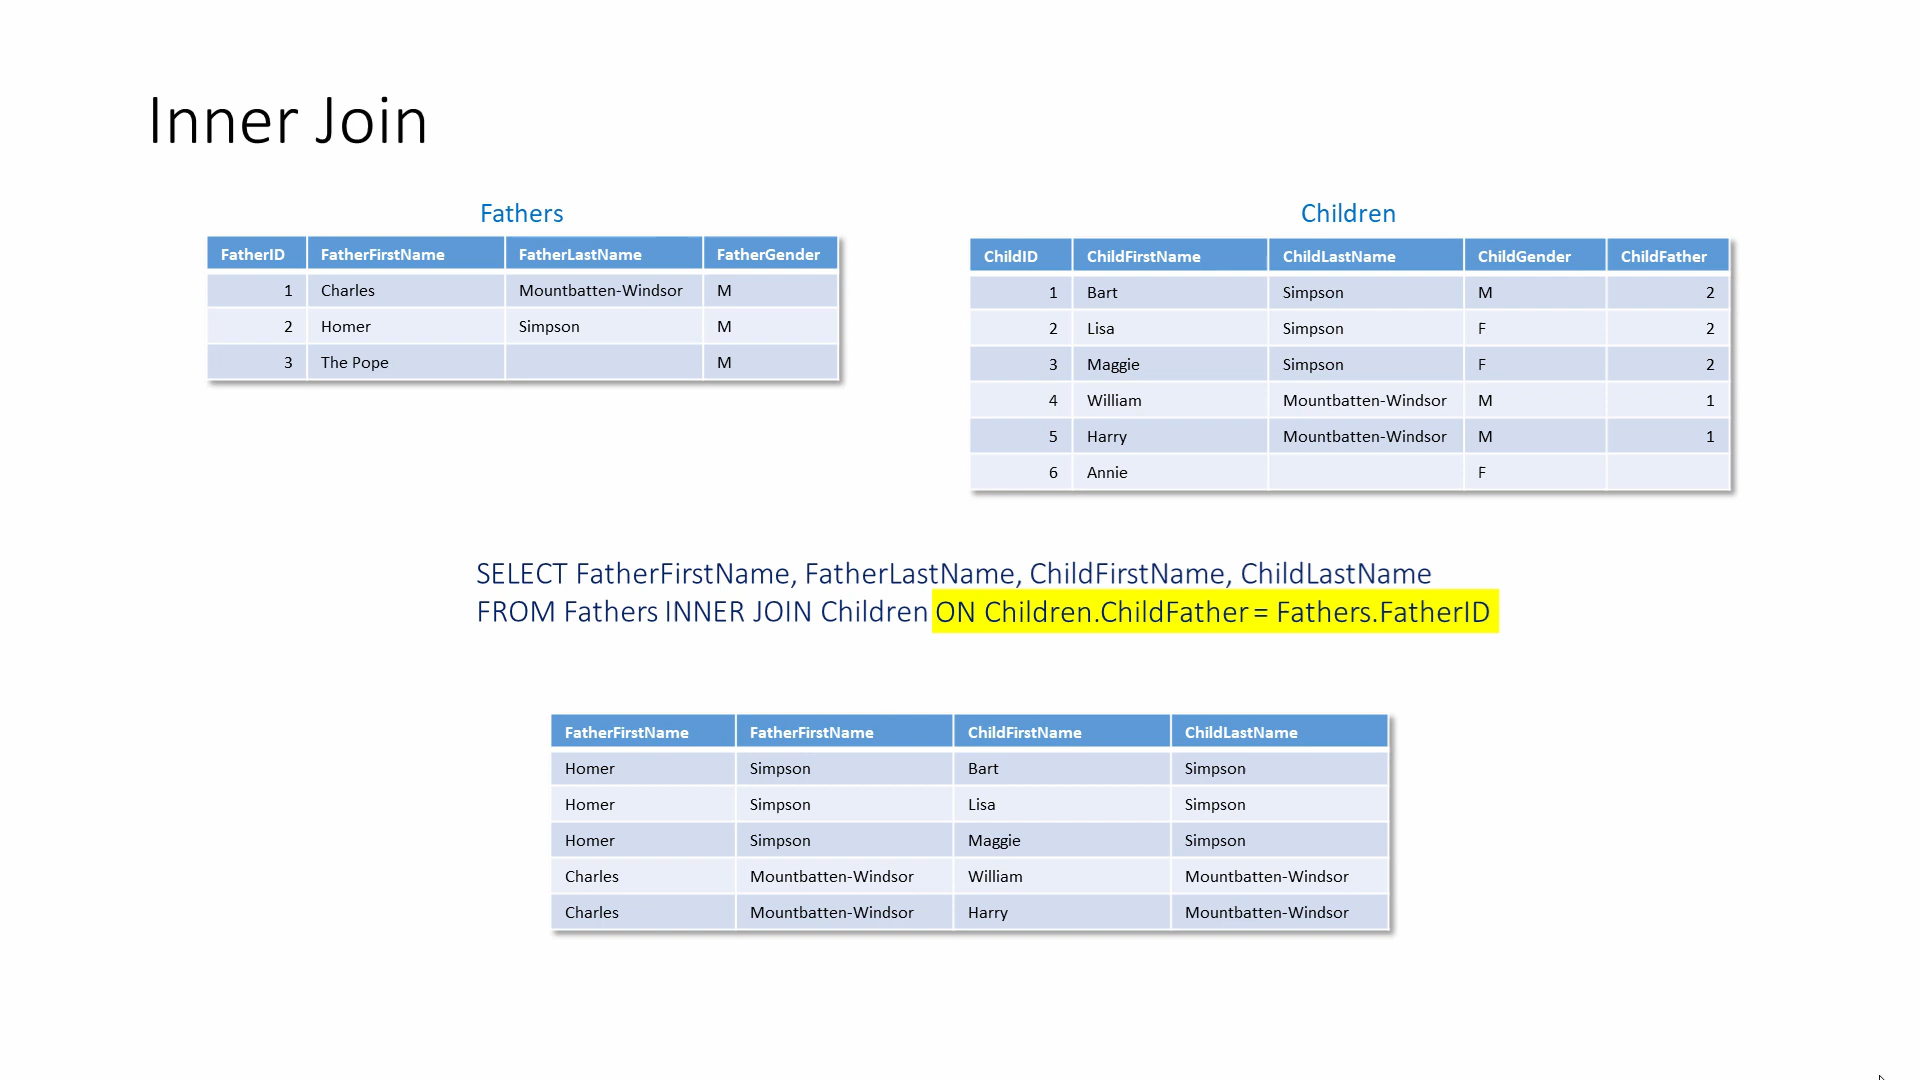 Inner Join
Fathers
FatherID FatherFirstName FatherLastName FatherGender
1 Charles Mountbatten-Windsor M
2 Homer Simpson M
3 The Pope M
Children
ChildID ChildFirstName ChildLastName ChildGender ChildFather
1 Bart Simpson M 2
2 Lisa Simpson F 2
3 Maggie Simpson F 2
4 William Mountbatten-Windsor M 1
5 Harry Mountbatten-Windsor M 1
6 Annie F
SELECT FatherFirstName, FatherLastName, ChildFirstName, ChildLastName
FROM Fathers INNER JOIN Children ON Children.ChildFather = Fathers.FatherID
FatherFirstName FatherFirstName ChildFirstName ChildLastName
Homer Simpson Bart Simpson
Homer Simpson Lisa Simpson
Homer Simpson Maggie Simpson
Charles Mountbatten-Windsor William Mountbatten-Windsor
Charles Mountbatten-Windsor Harry Mountbatten-Windsor